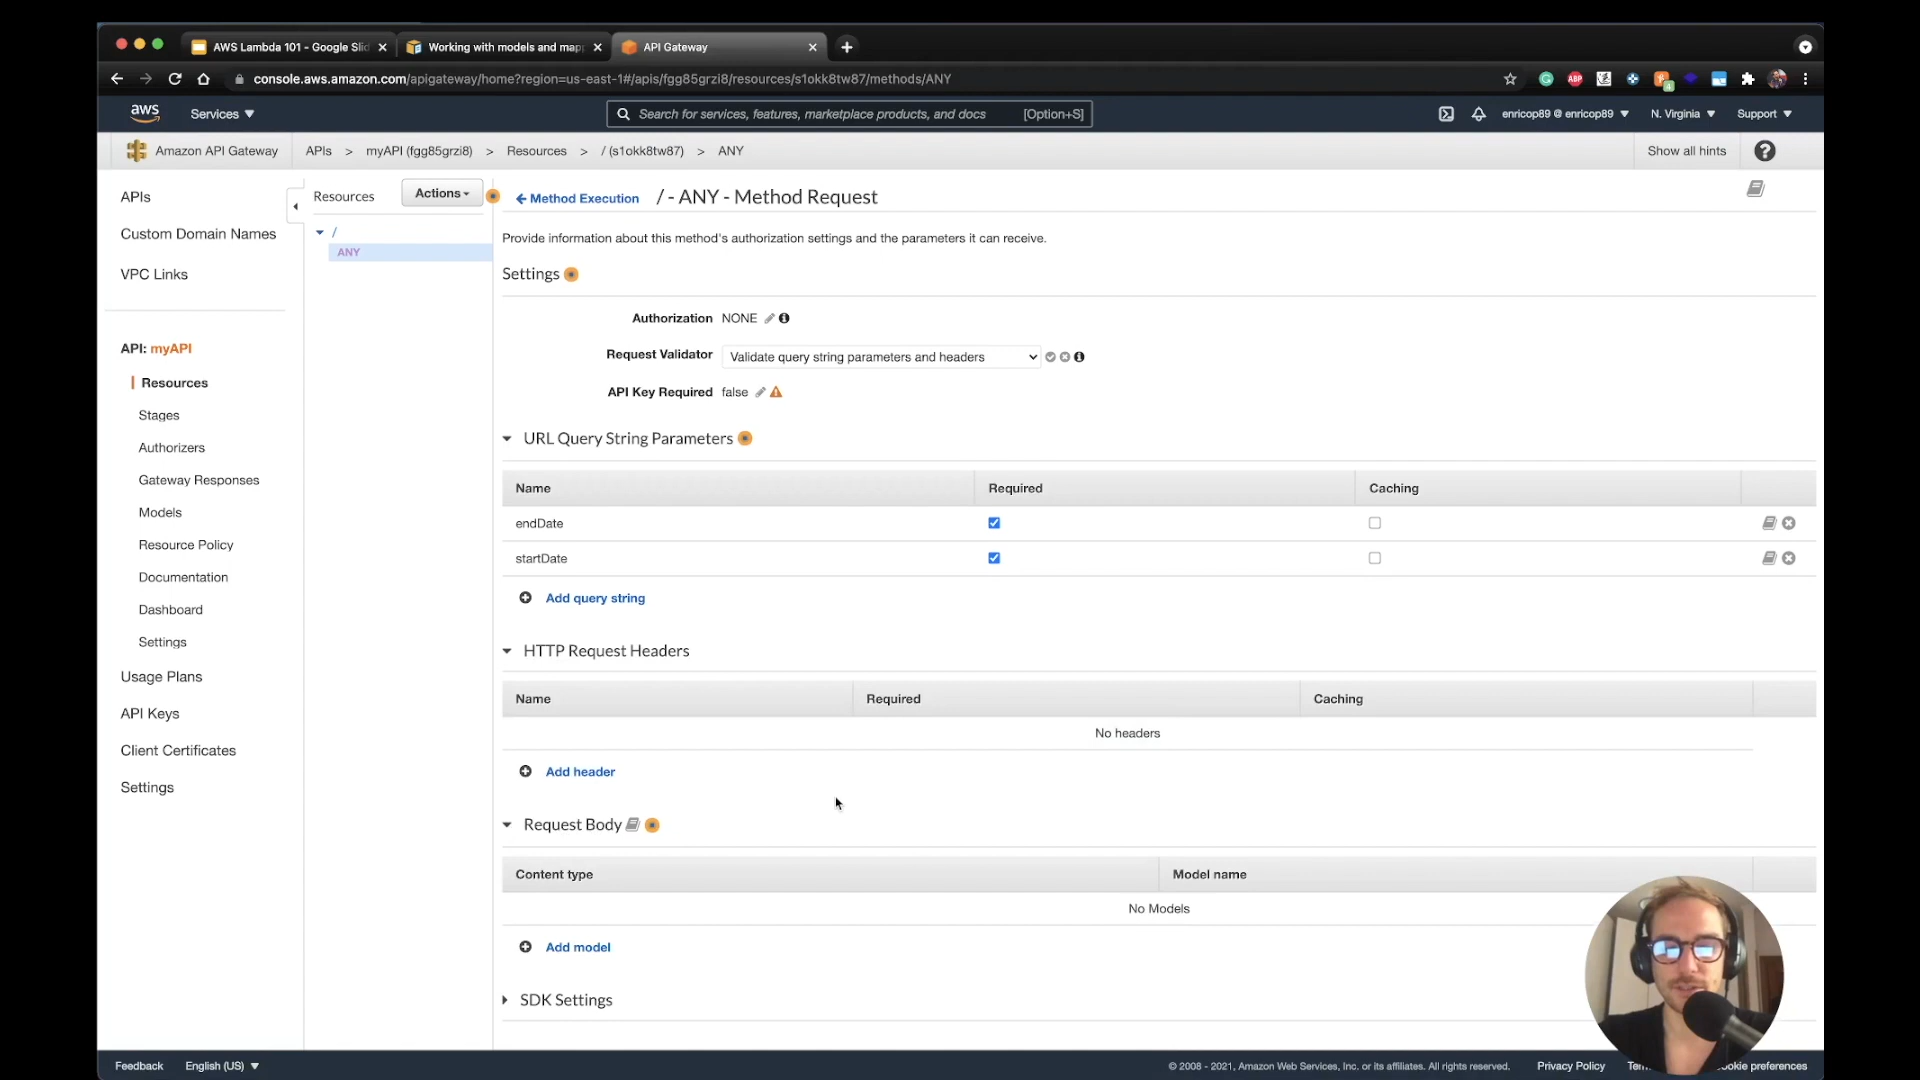 AWS Lambda 101 - Google Slid
Working with models and map
API Gateway
console.aws.amazon.com/apigateway/home?region=us-east-1#/apis/fgg85grzi8/resources/s1okk8tw87/methods/ANY
ABP
aws
Services
Search for services, features, marketplace products, and docs [Option+S]
enricop89 @ enricop89
N. Virginia
Support
Amazon API Gateway
APIs > myAPI (fgg85grzi8) > Resources > / (s1okk8tw87) > ANY
Show all hints
APIs
Custom Domain Names
VPC Links
API: myAPI
Resources
Stages
Authorizers
Gateway Responses
Models
Resource Policy
Documentation
Dashboard
Settings
Usage Plans
API Keys
Client Certificates
Settings
Resources
Actions
/
ANY
Method Execution
/ - ANY - Method Request
Provide information about this method's authorization settings and the parameters it can receive.
Settings
Authorization NONE
Request Validator Validate query string parameters and headers
API Key Required false
URL Query String Parameters
Name Required Caching
endDate
startDate
Add query string
HTTP Request Headers
Name Required Caching
No headers
Add header
Request Body
Content type Model name
No Models
Add model
SDK Settings
Feedback
English (US)
© 2008 - 2021, Amazon Web Services, Inc. or its affiliates. All rights reserved.
Privacy Policy
ookie preferences